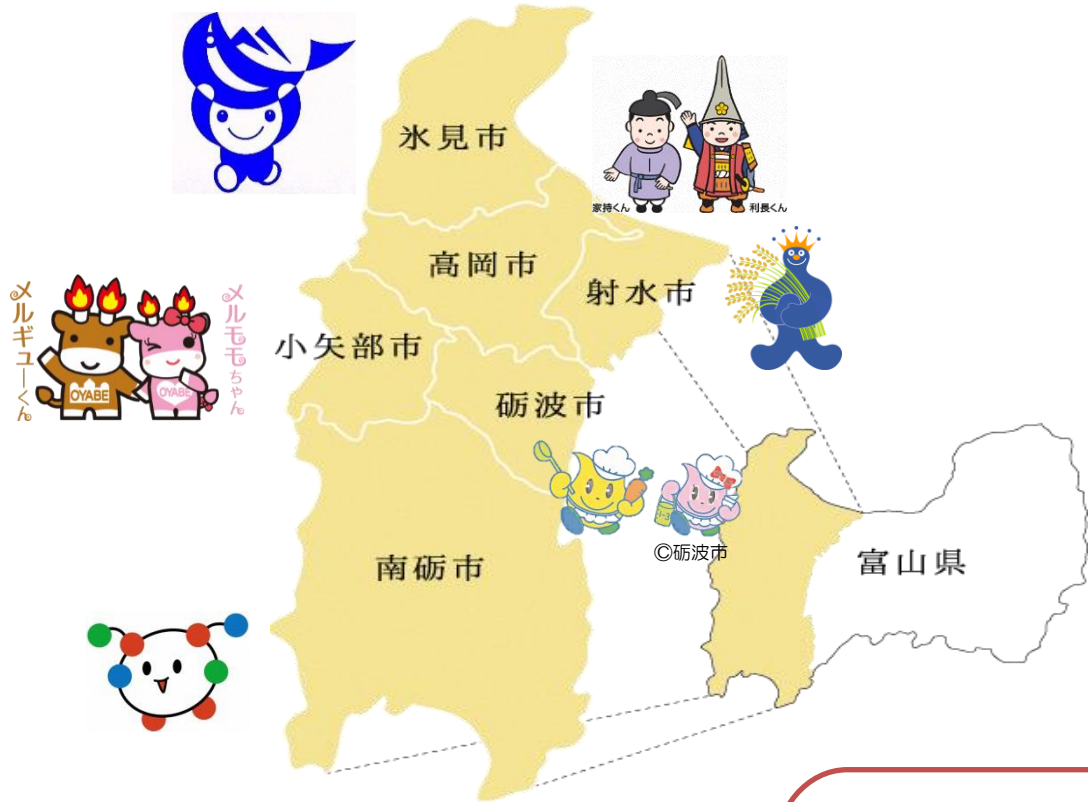 氷見市
家持くん
利長くん
高岡市
射水市
メルギューくん
メルモモちゃん
小矢部市
OYABE
OYABE
砺波市
©砺波市
南砺市
富山県